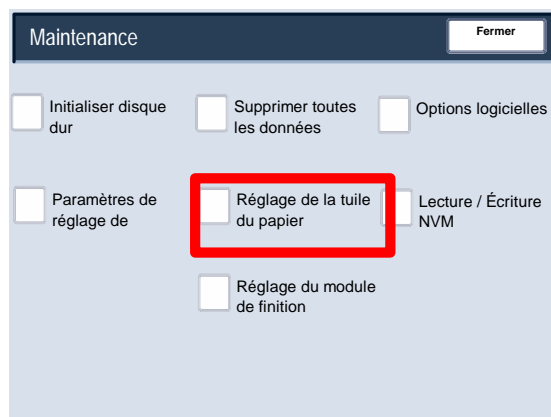 Maintenance
Fermer
Initialiser disque
dur
Supprimer toutes
les données
Options logicielles
Paramètres de
réglage de
Réglage de la tuile
du papier
Lecture / Écriture
NVM
Réglage du module
de finition